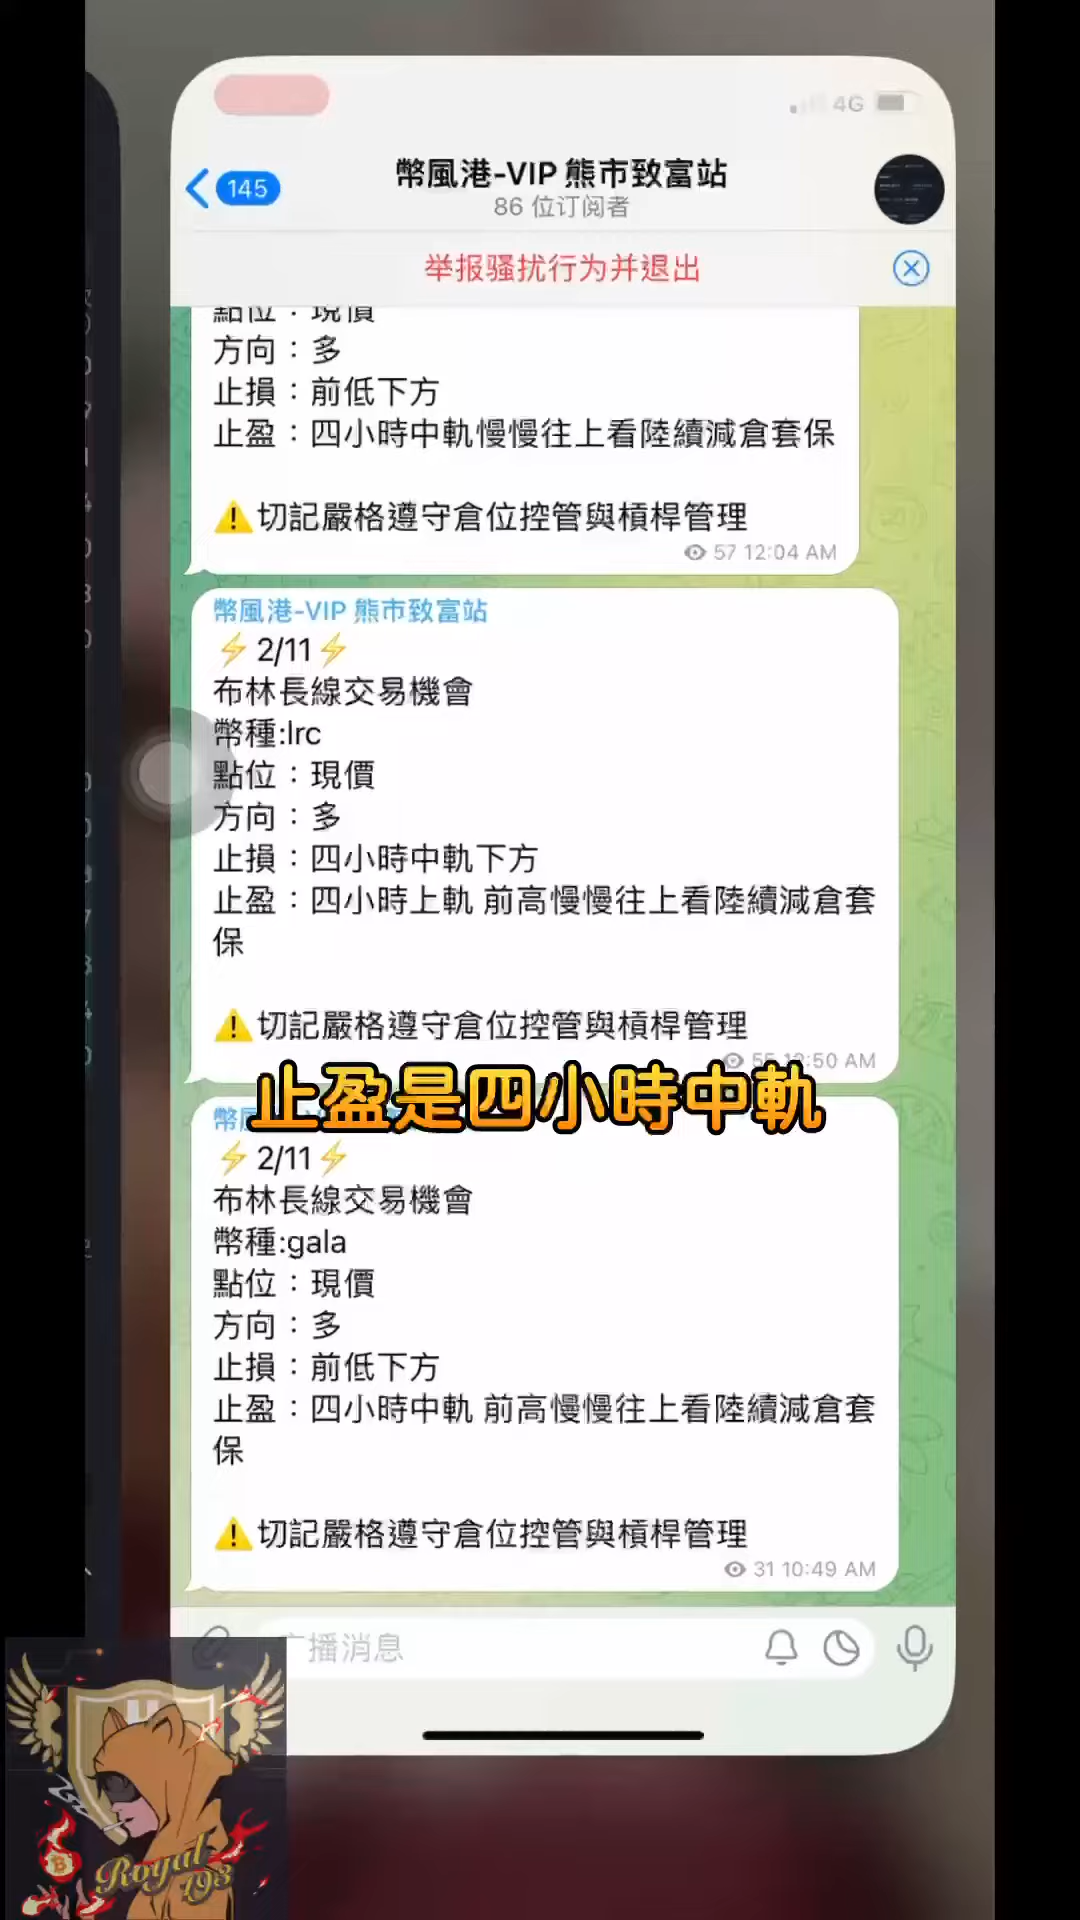 4G
145
幣風港-VIP 熊市致富站
86 位订阅者
举报骚扰行为并退出
點位：現價
方向：多
止損：前低下方
止盈：四小時中軌慢慢往上看陸續減倉套保
⚠️切記嚴格遵守倉位控管與槓桿管理
57 12:04 AM
幣風港-VIP 熊市致富站
⚡2/11⚡
布林長線交易機會
幣種:lrc
點位：現價
方向：多
止損：四小時中軌下方
止盈：四小時上軌 前高慢慢往上看陸續減倉套
保
⚠️切記嚴格遵守倉位控管與槓桿管理
:50 AM
止盈是四小時中軌
⚡2/11⚡
布林長線交易機會
幣種:gala
點位：現價
方向：多
止損：前低下方
止盈：四小時中軌 前高慢慢往上看陸續減倉套
保
⚠️切記嚴格遵守倉位控管與槓桿管理
31 10:49 AM
播消息
Royal
193